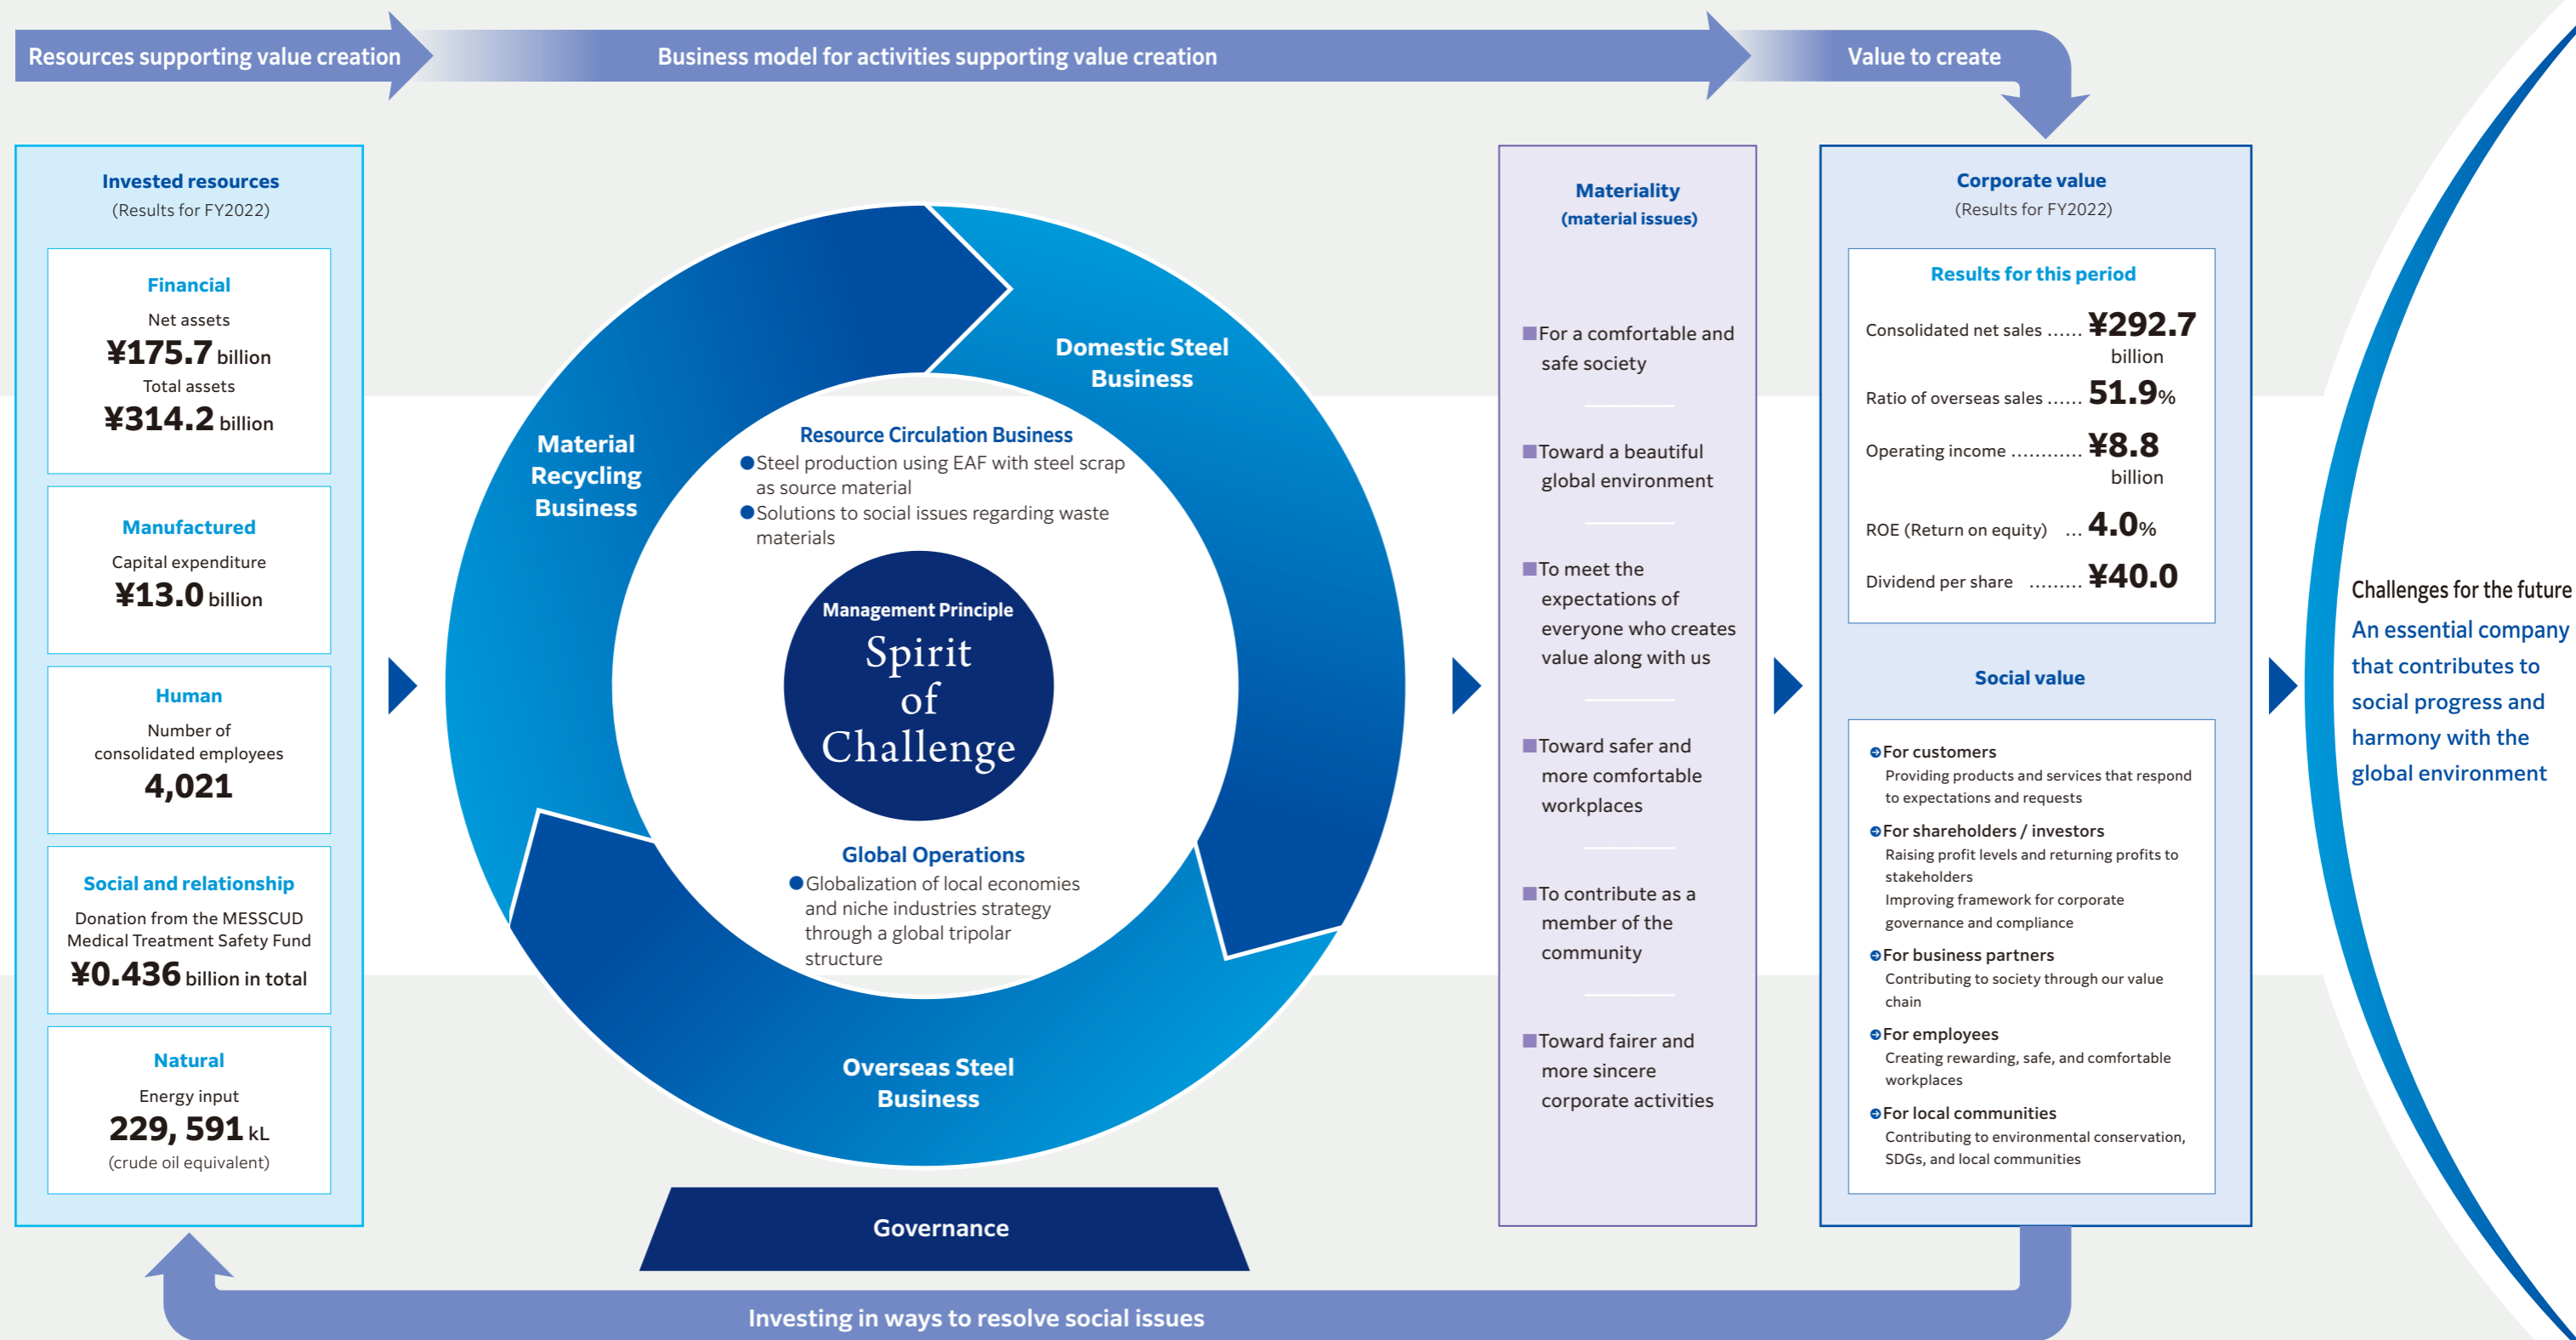 Resources supporting value creation
Business model for activities supporting value creation
Value to create
Invested resources
(Results for FY2022)
Financial
Net assets
¥175.7 billion
Total assets
¥314.2 billion
Manufactured
Capital expenditure
¥13.0 billion
Human
Number of
consolidated employees
4,021
Social and relationship
Donation from the MESSCUD
Medical Treatment Safety Fund
¥0.436 billion in total
Natural
Energy input
229, 591 kL
(crude oil equivalent)
Material
Recycling
Business
Domestic Steel
Business
Resource Circulation Business
●Steel production using EAF with steel scrap
as source material
●Solutions to social issues regarding waste
materials
Management Principle
Spirit
of
Challenge
Global Operations
●Globalization of local economies
and niche industries strategy
through a global tripolar
structure
Overseas Steel
Business
Governance
Materiality
(material issues)
■For a comfortable and
safe society
■Toward a beautiful
global environment
■To meet the
expectations of
everyone who creates
value along with us
■Toward safer and
more comfortable
workplaces
■To contribute as a
member of the
community
■Toward fairer and
more sincere
corporate activities
Corporate value
(Results for FY2022)
Results for this period
Consolidated net sales ...... ¥292.7
billion
Ratio of overseas sales ...... 51.9%
Operating income ............ ¥8.8
billion
ROE (Return on equity) ... 4.0%
Dividend per share ......... ¥40.0
Social value
For customers
Providing products and services that respond
to expectations and requests
For shareholders / investors
Raising profit levels and returning profits to
stakeholders
Improving framework for corporate
governance and compliance
For business partners
Contributing to society through our value
chain
For employees
Creating rewarding, safe, and comfortable
workplaces
For local communities
Contributing to environmental conservation,
SDGs, and local communities
Challenges for the future
An essential company
that contributes to
social progress and
harmony with the
global environment
Investing in ways to resolve social issues